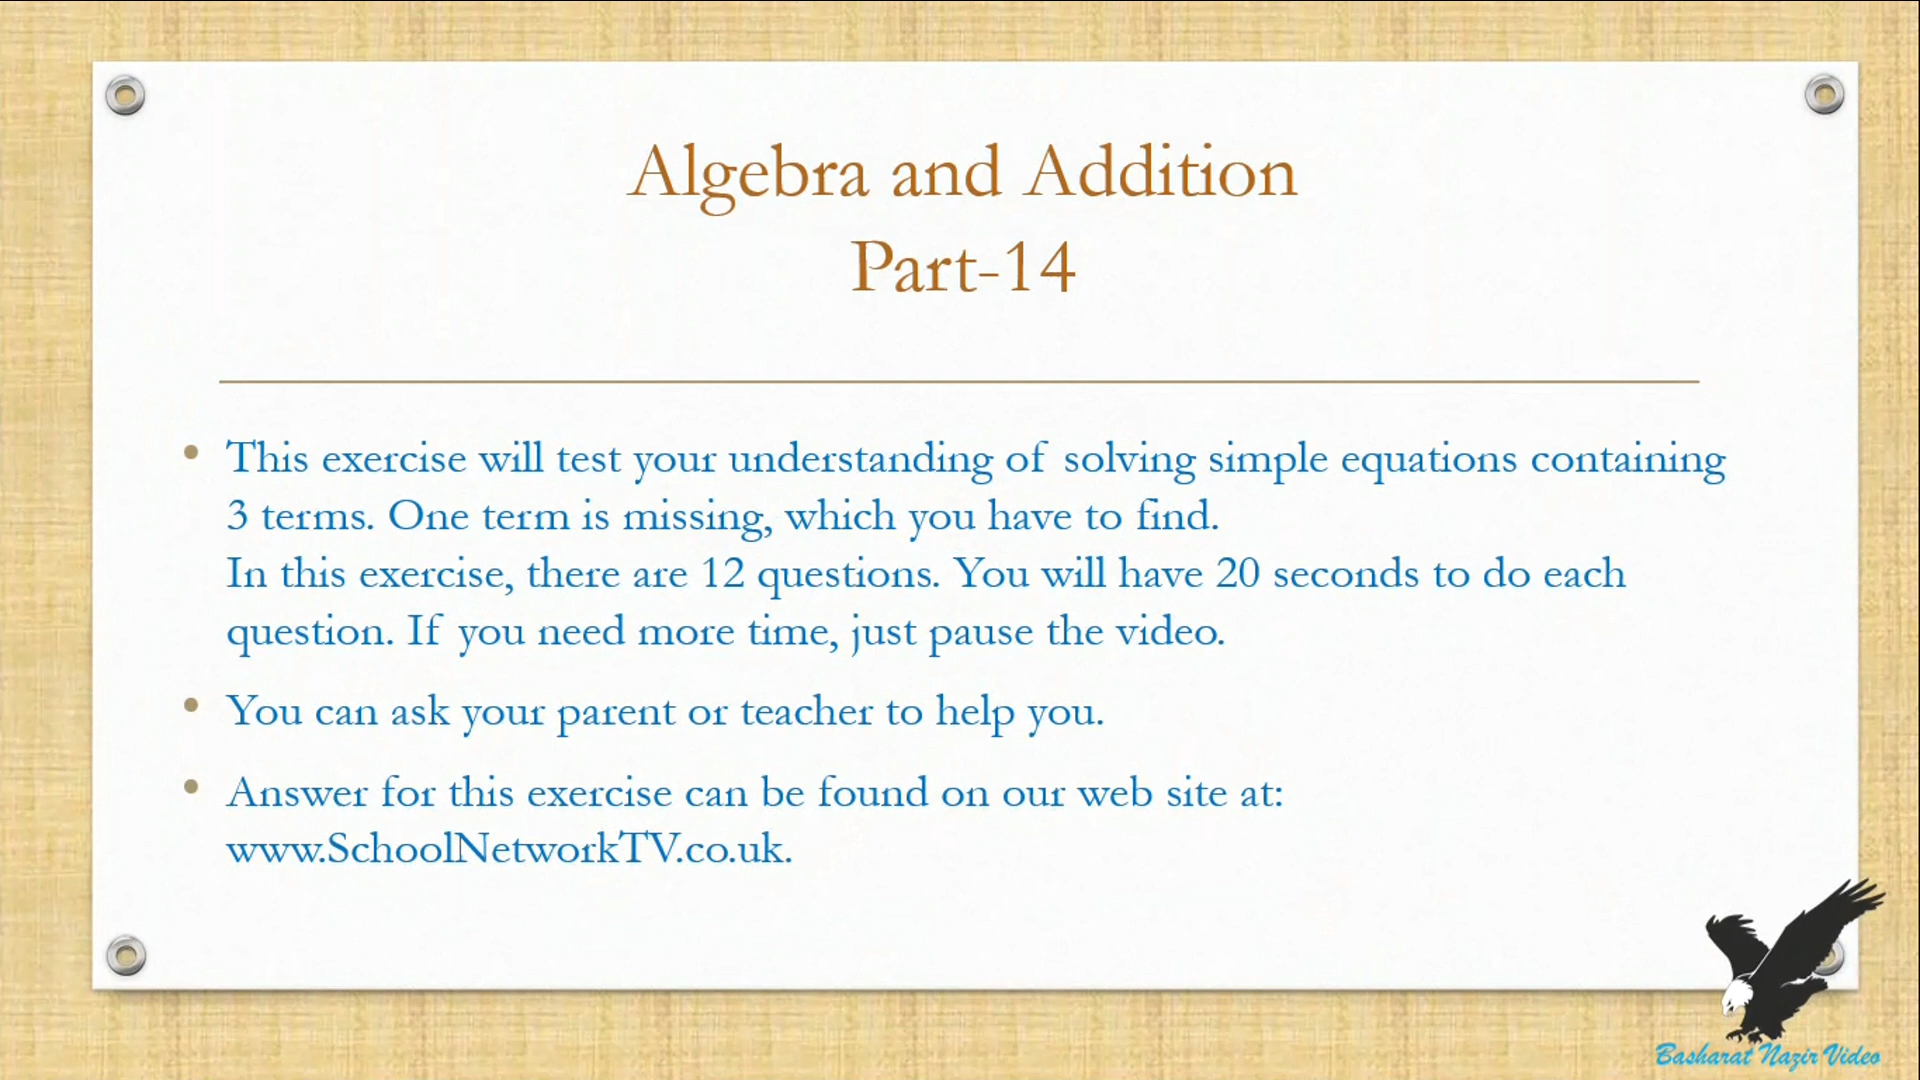 Algebra and Addition
Part-14
• This exercise will test your understanding of solving simple equations containing
3 terms. One term is missing, which you have to find.
In this exercise, there are 12 questions. You will have 20 seconds to do each
question. If you need more time, just pause the video.
• You can ask your parent or teacher to help you.
• Answer for this exercise can be found on our web site at:
www.SchoolNetworkTV.co.uk.
Basharat Nazir Video